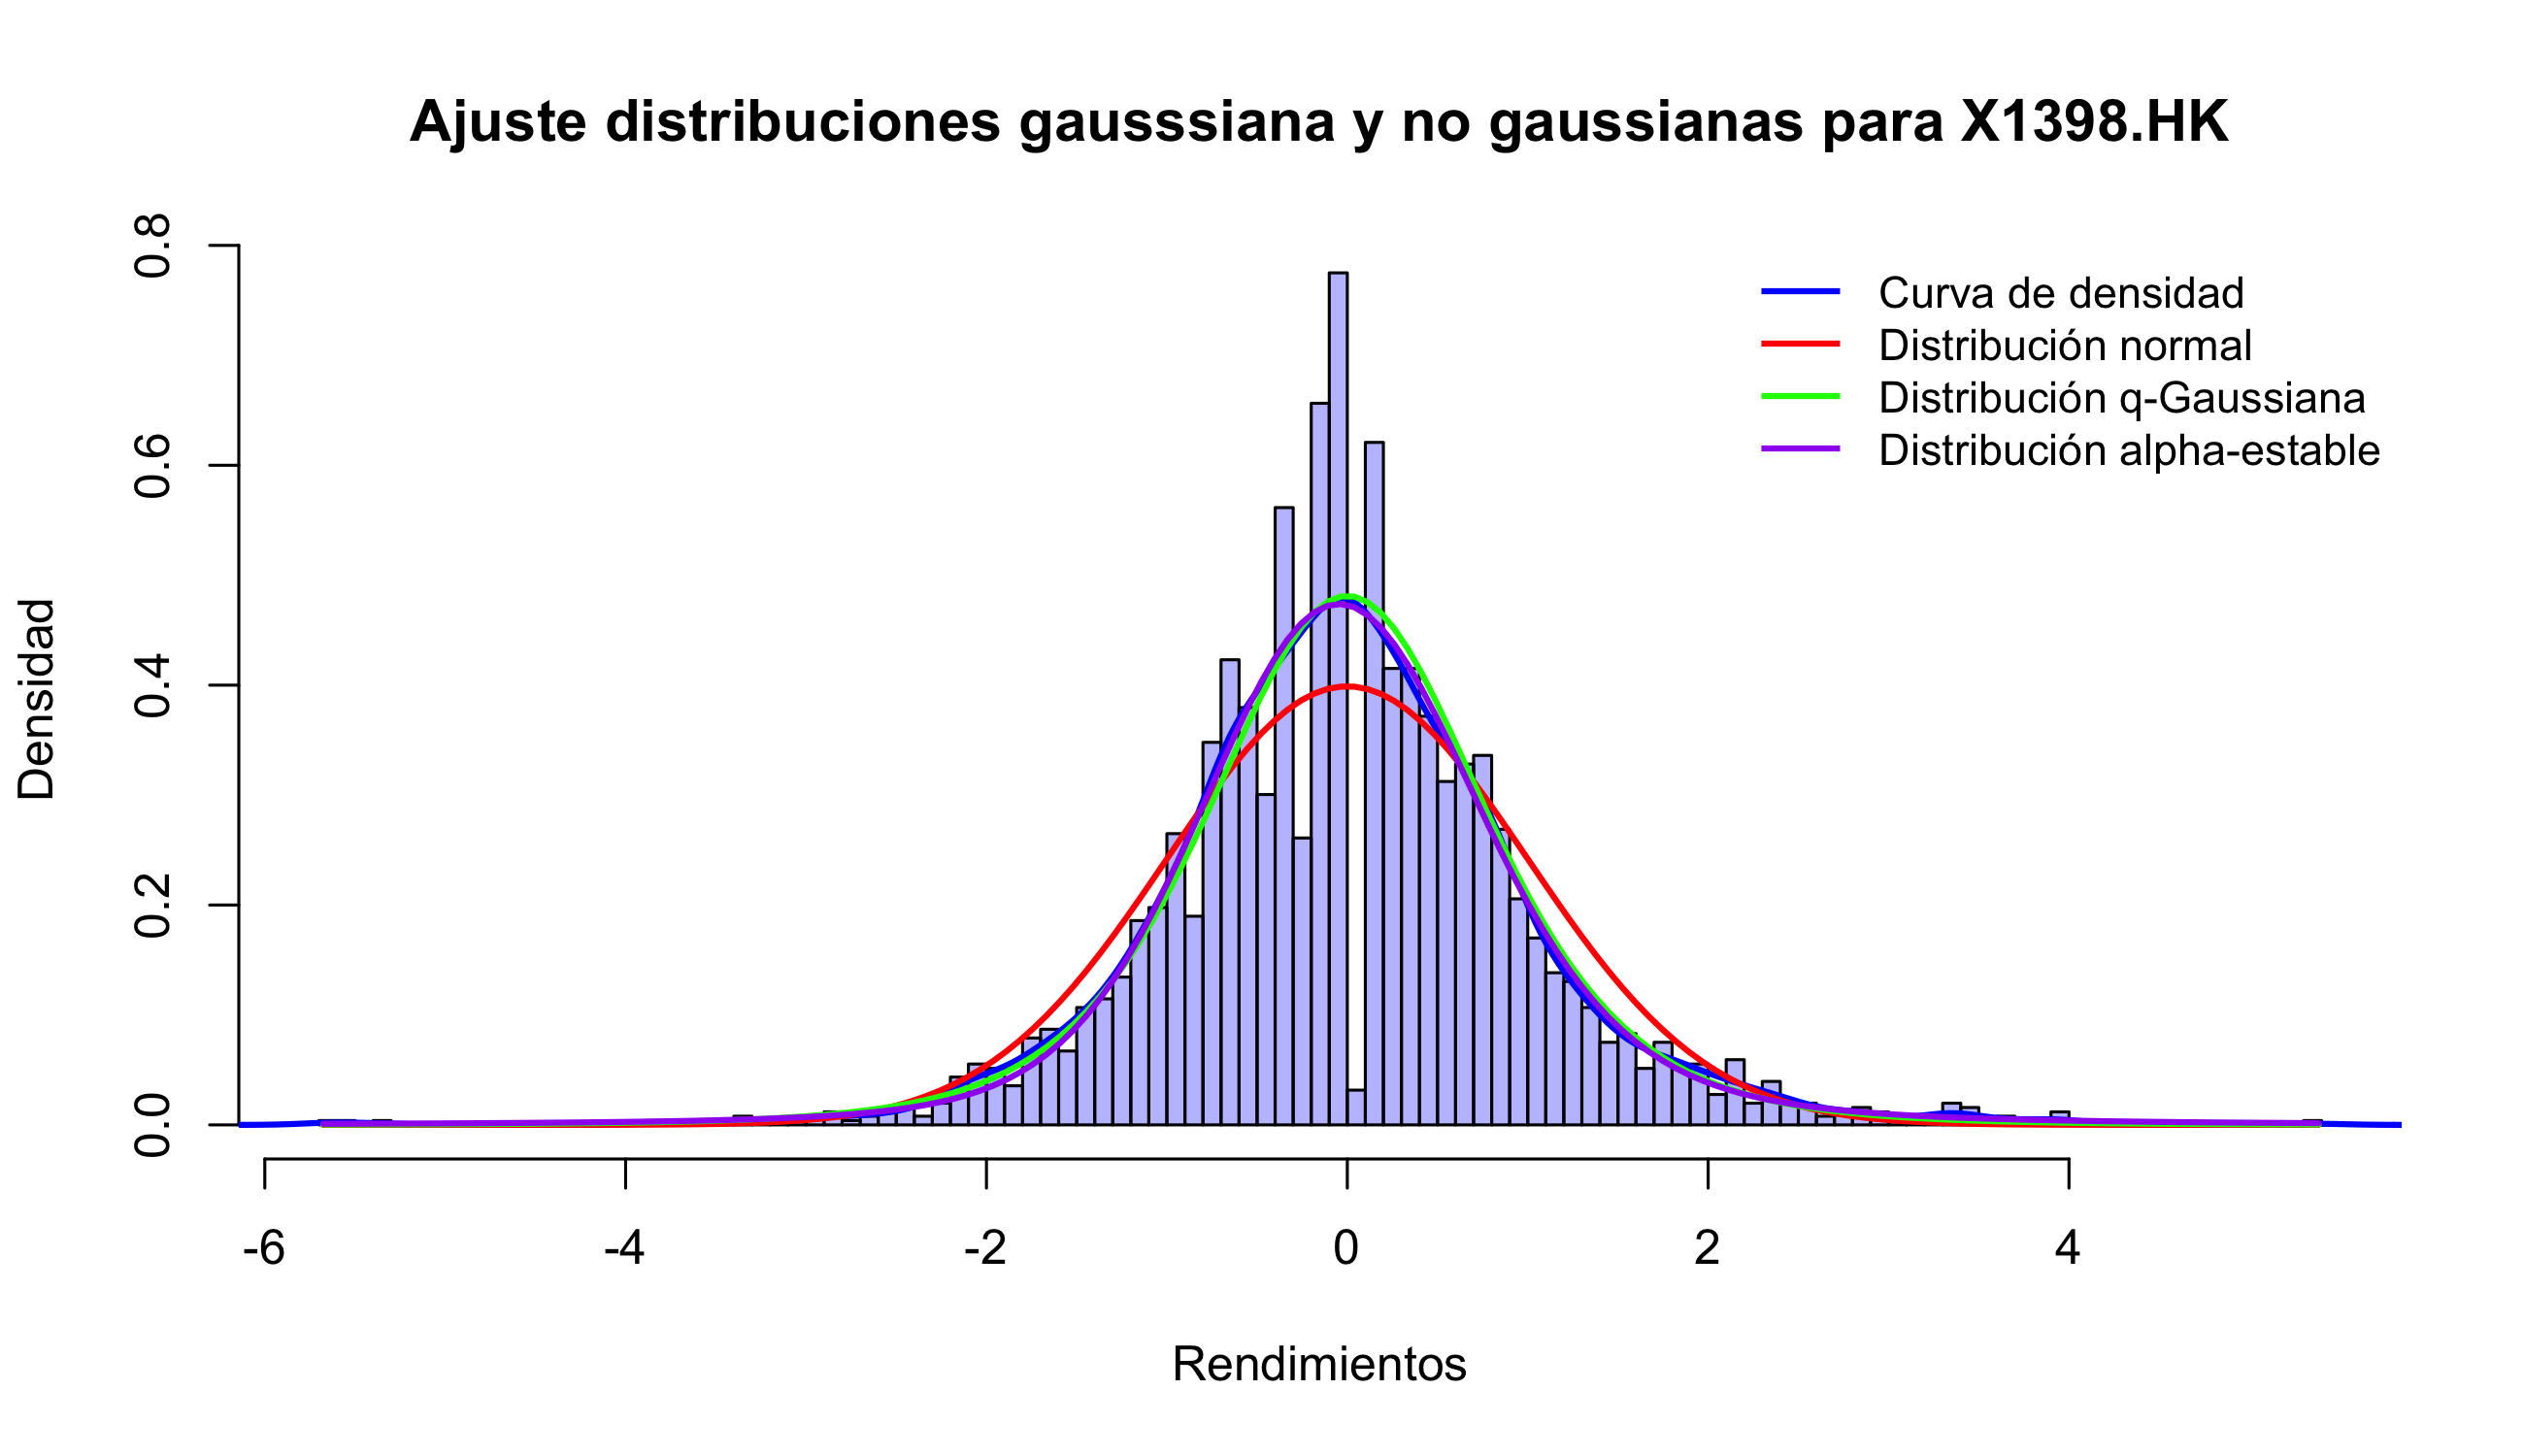 Ajuste distribuciones gausssiana y no gaussianas para X1398.HK
Curva de densidad
Distribución normal
Distribución q-Gaussiana
Distribución alpha-estable
Densidad
0.8
0.6
0.4
0.2
0.0
-6 -4 -2 0 2 4
Rendimientos